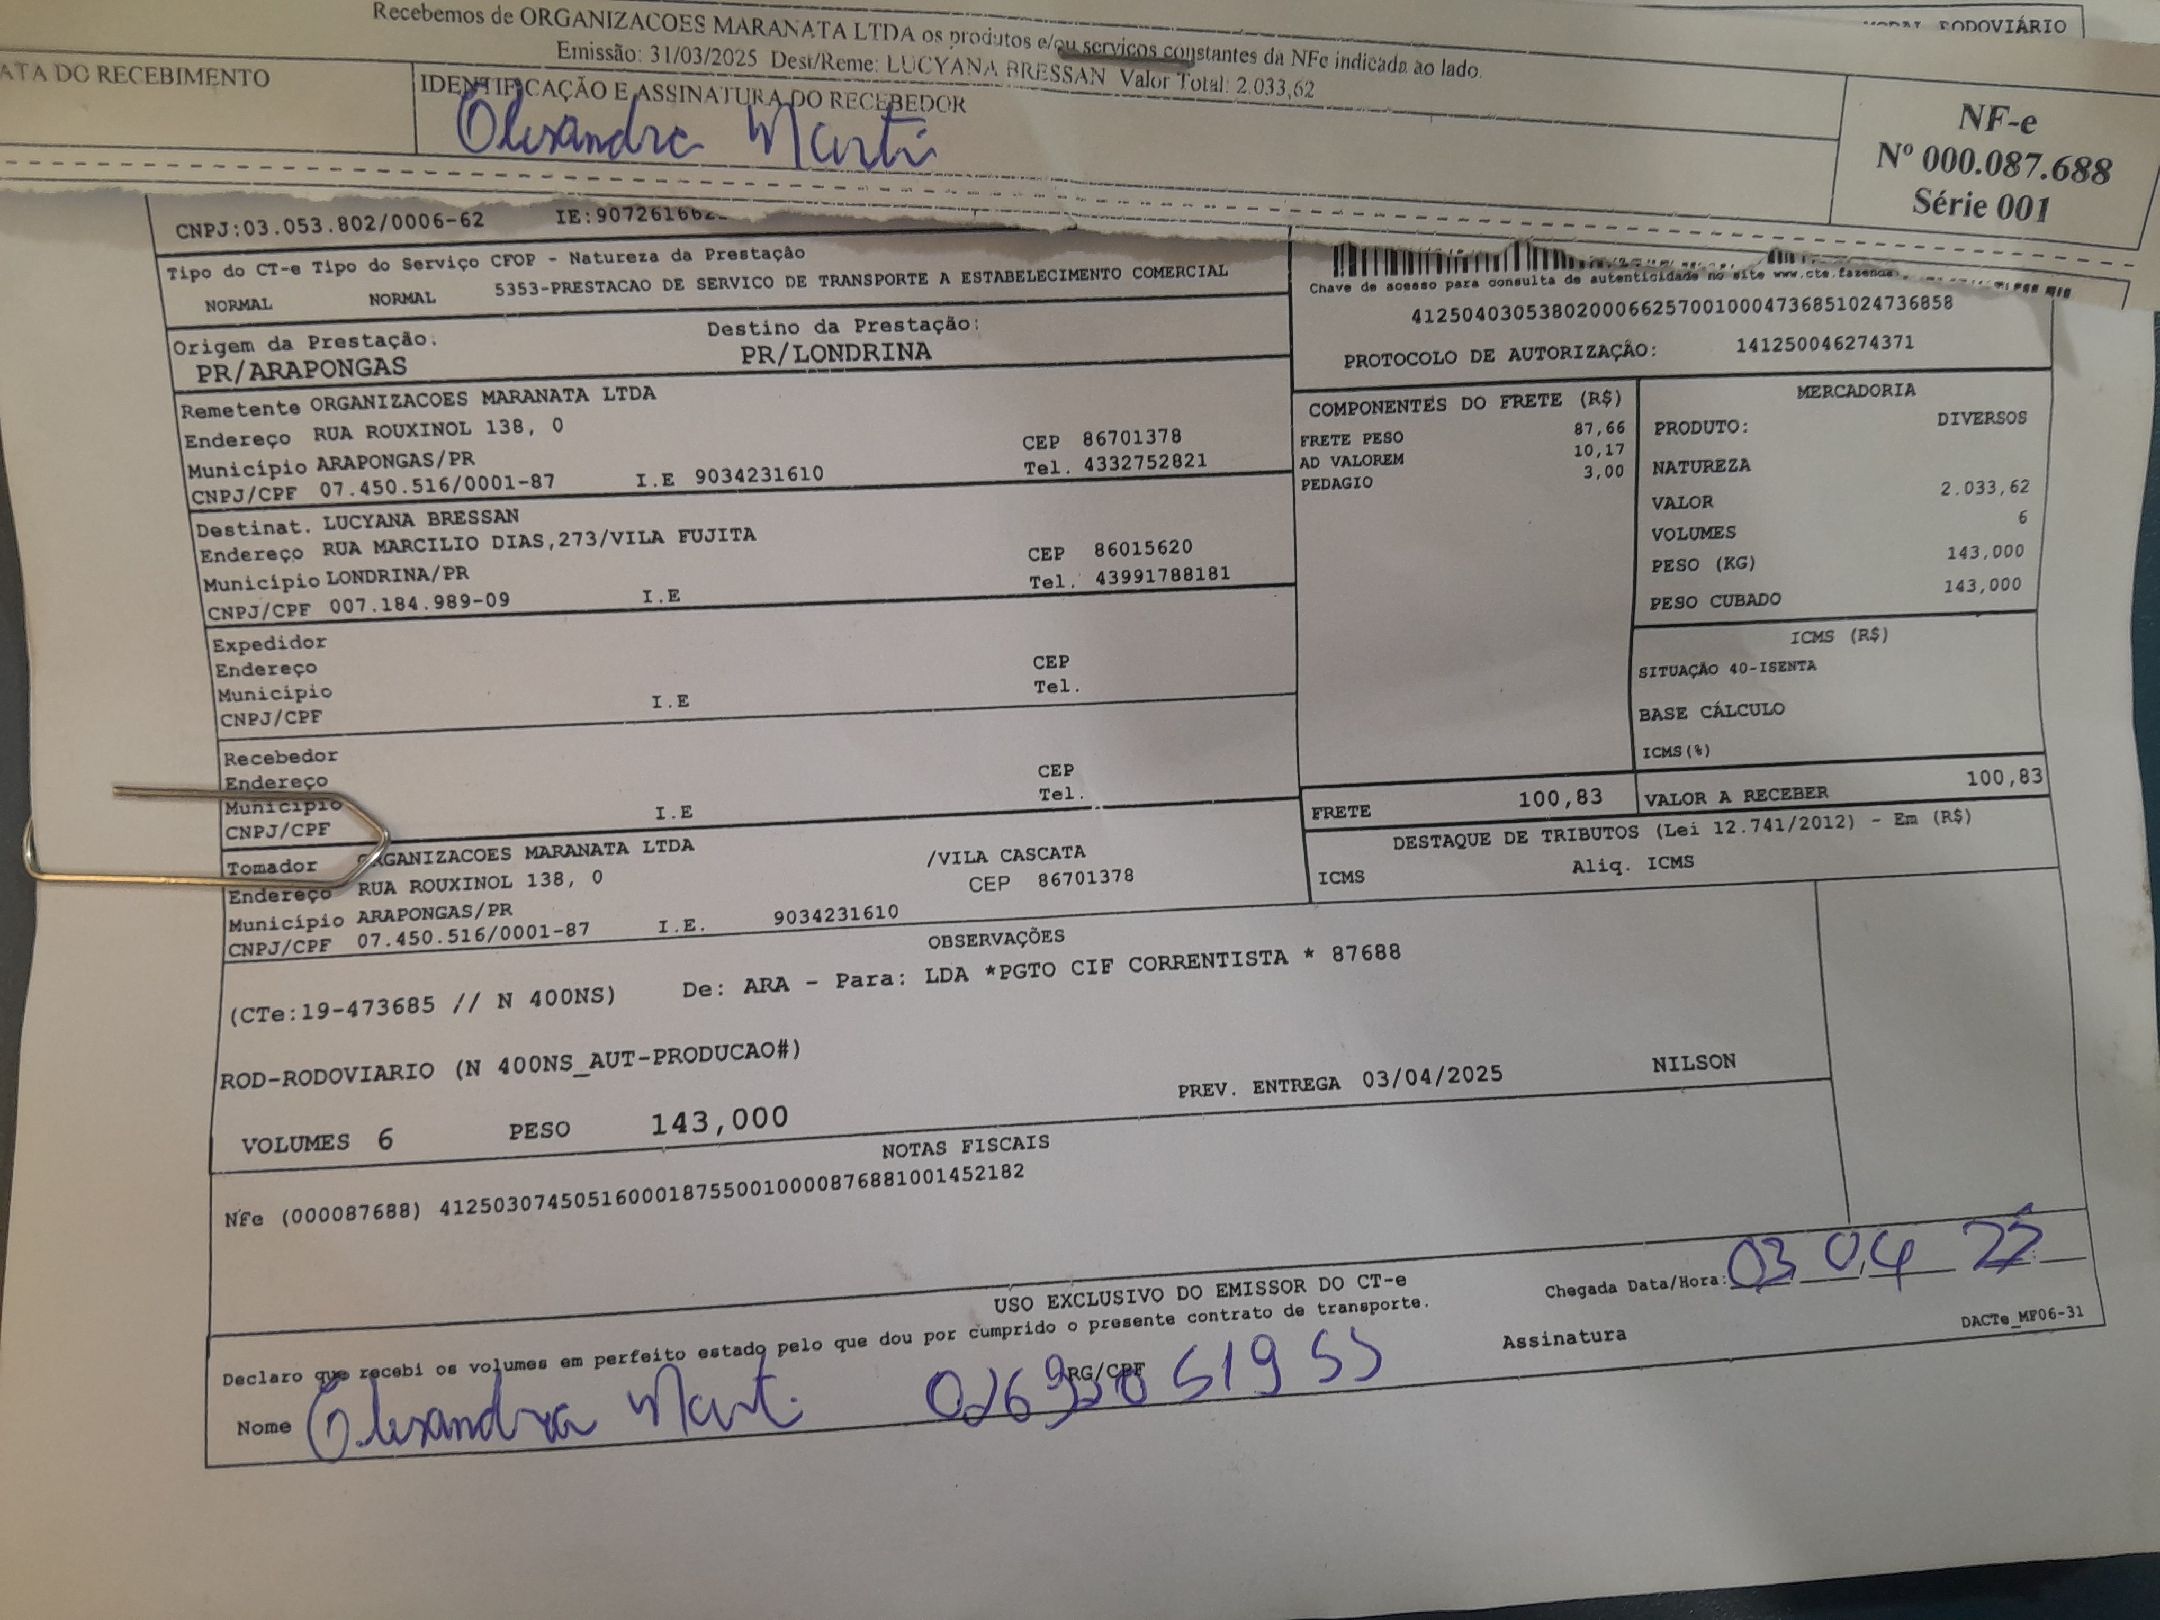 MODAL RODOVIÁRIO
Recebemos de ORGANIZACOES MARANATA LTDA os produtos e/ou serviços constantes da NFe indicada ao lado.
Emissão: 31/03/2025 Dest/Reme: LUCYANA BRESSAN Valor Total: 2.033,62
ATA DO RECEBIMENTO
IDENTIFICAÇÃO E ASSINATURA DO RECEBEDOR
NF-e
Nº 000.087.688
Série 001
CNPJ:03.053.802/0006-62 IE:90726166
Tipo do CT-e Tipo do Serviço CFOP - Natureza da Prestação
NORMAL NORMAL 5353-PRESTACAO DE SERVICO DE TRANSPORTE A ESTABELECIMENTO COMERCIAL
Chave de acesso para consulta de autenticidade no site www.cte.fazenda
41250403053802000662570010004736851024736858
PROTOCOLO DE AUTORIZAÇÃO: 141250046274371
Origem da Prestação: Destino da Prestação:
PR/ARAPONGAS PR/LONDRINA
Remetente ORGANIZACOES MARANATA LTDA
Endereço RUA ROUXINOL 138, 0 CEP 86701378
Município ARAPONGAS/PR Tel. 4332752821
CNPJ/CPF 07.450.516/0001-87 I.E 9034231610
Destinat. LUCYANA BRESSAN
Endereço RUA MARCILIO DIAS,273/VILA FUJITA CEP 86015620
Município LONDRINA/PR Tel. 43991788181
CNPJ/CPF 007.184.989-09 I.E
Expedidor
Endereço CEP
Município Tel.
CNPJ/CPF I.E
Recebedor
Endereço CEP
Município Tel.
CNPJ/CPF I.E
Tomador ORGANIZACOES MARANATA LTDA /VILA CASCATA
Endereço RUA ROUXINOL 138, 0 CEP 86701378
Município ARAPONGAS/PR
CNPJ/CPF 07.450.516/0001-87 I.E. 9034231610
COMPONENTES DO FRETE (R$)
FRETE PESO 87,66
AD VALOREM 10,17
PEDAGIO 3,00
MERCADORIA
PRODUTO: DIVERSOS
NATUREZA
VALOR 2.033,62
VOLUMES 6
PESO (KG) 143,000
PESO CUBADO 143,000
ICMS (R$)
SITUAÇÃO 40-ISENTA
BASE CÁLCULO
ICMS(%)
FRETE 100,83 VALOR A RECEBER 100,83
DESTAQUE DE TRIBUTOS (Lei 12.741/2012) - Em (R$)
ICMS Aliq. ICMS
OBSERVAÇÕES
(CTe:19-473685 // N 400NS) De: ARA - Para: LDA *PGTO CIF CORRENTISTA * 87688
ROD-RODOVIARIO (N 400NS_AUT-PRODUCAO#)
PREV. ENTREGA 03/04/2025 NILSON
VOLUMES 6 PESO 143,000
NOTAS FISCAIS
Nfe (000087688) 41250307450516000187550010000876881001452182
USO EXCLUSIVO DO EMISSOR DO CT-e
Chegada Data/Hora: 03 04 25
Declaro que recebi os volumes em perfeito estado pelo que dou por cumprido o presente contrato de transporte.
Nome RG/CPF Assinatura
DACTe_MF06-31